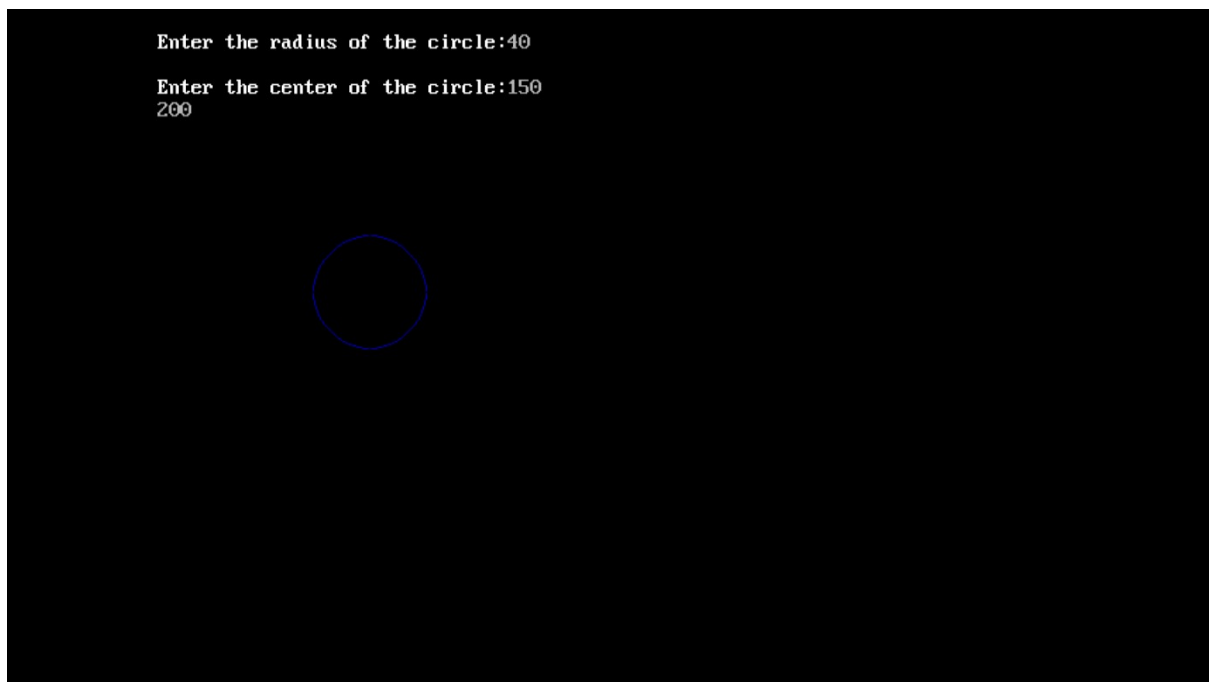 Enter the radius of the circle:40
Enter the center of the circle:150
200